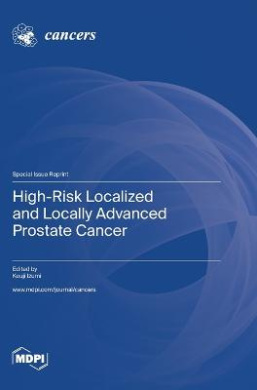 cancers
Special Issue Reprint
High-Risk Localized
and Locally Advanced
Prostate Cancer
Edited by
Kouji Izumi
www.mdpi.com/journal/cancers
MDPI